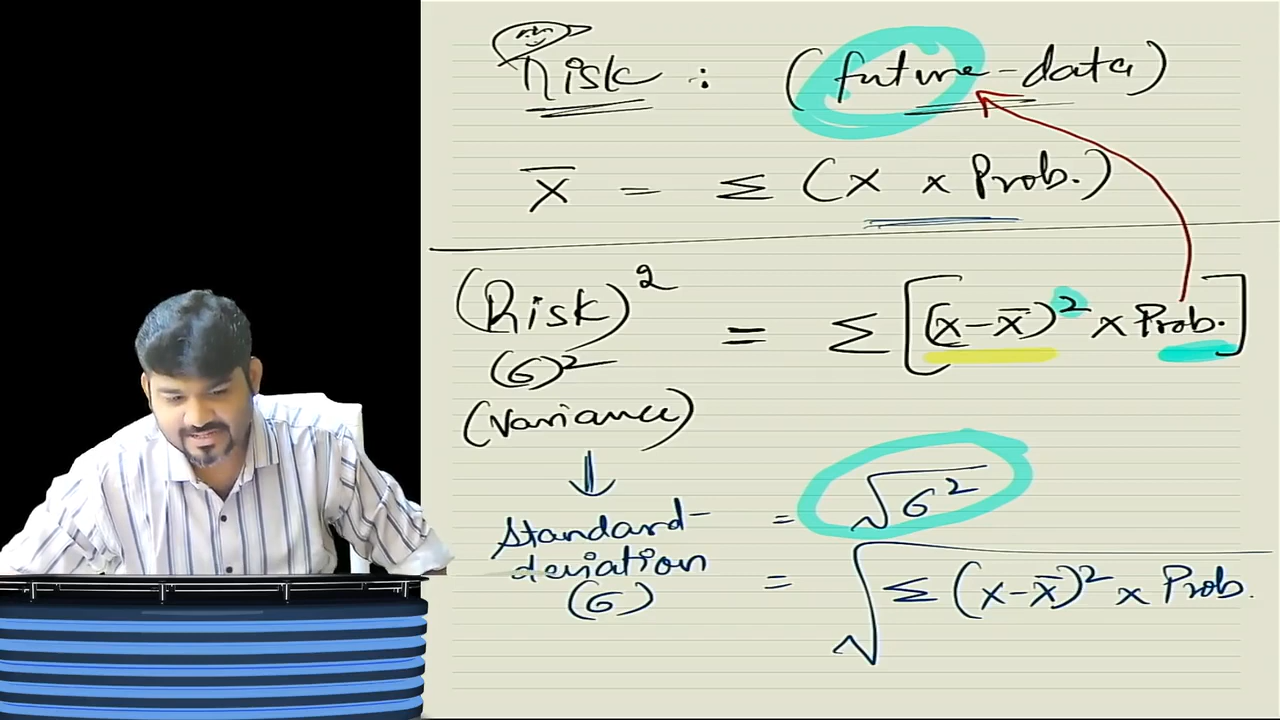 Risk : (future-data)
X̄ = Σ (X × Prob.)
(Risk)² = Σ [(x-x̄)² × Prob.]
(σ)²
(Variance)
↓
Standard- = √σ²
deviation = √Σ (x-x̄)² × Prob.
(σ)